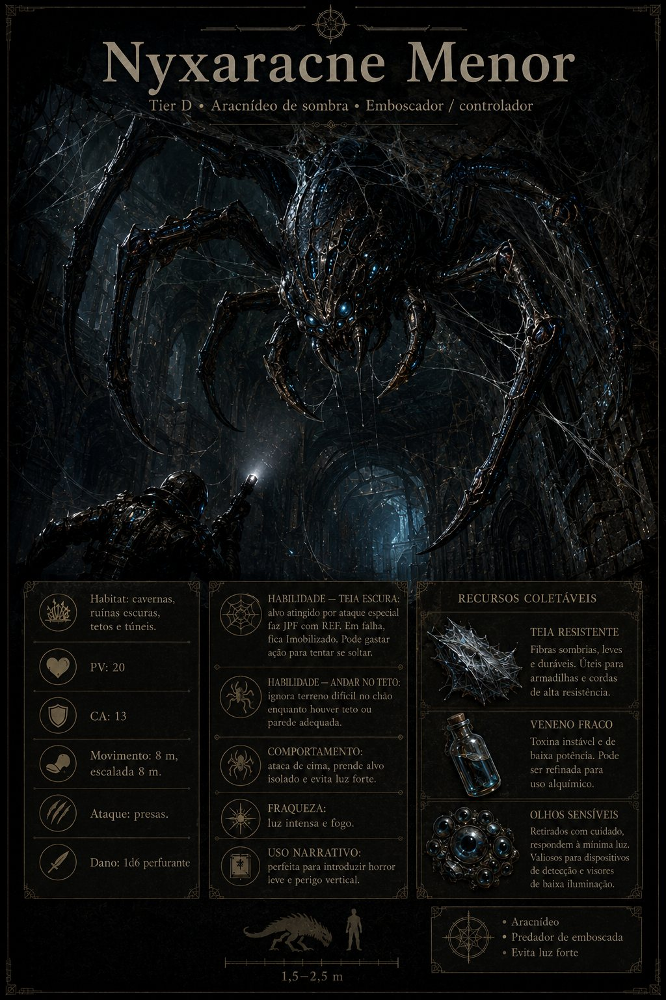 Nyxaracne Menor
Tier D • Aracnídeo de sombra • Emboscador / controlador
Habitat: cavernas,
ruínas escuras,
tetos e túneis.
PV: 20
CA: 13
Movimento: 8 m,
escalada 8 m.
Ataque: presas.
Dano: 1d6 perfurante
HABILIDADE — TEIA ESCURA:
alvo atingido por ataque especial
faz JPF com REF. Em falha,
fica Imobilizado. Pode gastar
ação para tentar se soltar.
HABILIDADE — ANDAR NO TETO:
ignora terreno difícil no chão
enquanto houver teto ou
parede adequada.
COMPORTAMENTO:
ataca de cima, prende alvo
isolado e evita luz forte.
FRAQUEZA:
luz intensa e fogo.
USO NARRATIVO:
perfeita para introduzir horror
leve e perigo vertical.
RECURSOS COLETÁVEIS
TEIA RESISTENTE
Fibras sombrias, leves
e duráveis. Úteis para
armadilhas e cordas
de alta resistência.
VENENO FRACO
Toxina instável e de
baixa potência. Pode
ser refinada para
uso alquímico.
OLHOS SENSÍVEIS
Retirados com cuidado,
respondem à mínima luz.
Valiosos para dispositivos
de detecção e visores
de baixa iluminação.
1,5–2,5 m
• Aracnídeo
• Predador de emboscada
• Evita luz forte